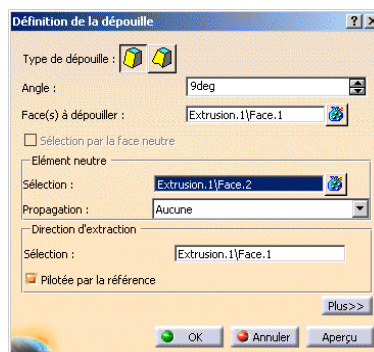 Définition de la dépouille
Type de dépouille :
Angle : 9deg
Face(s) à dépouiller : Extrusion.1\Face.1
Sélection par la face neutre
Elément neutre
Sélection : Extrusion.1\Face.2
Propagation : Aucune
Direction d'extraction
Sélection : Extrusion.1\Face.1
Pilotée par la référence
Plus>>
OK Annuler Aperçu